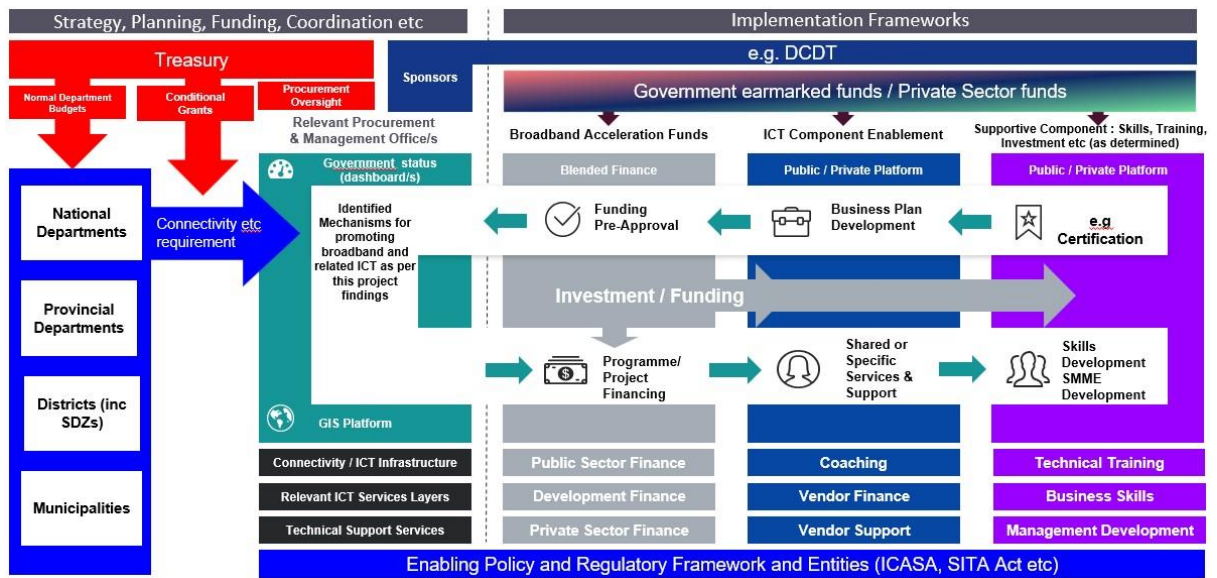 Strategy, Planning, Funding, Coordination etc
Implementation Frameworks
Treasury
e.g. DCDT
Sponsors
Normal Department
Budgets
Conditional
Grants
Procurement
Oversight
Government earmarked funds / Private Sector funds
Relevant Procurement
& Management Office/s
Broadband Acceleration Funds
ICT Component Enablement
Supportive Component : Skills, Training,
Investment etc (as determined)
Government status
(dashboard/s)
Blended Finance
Public / Private Platform
Public / Private Platform
National
Departments
Provincial
Departments
Districts (inc
SDZs)
Municipalities
Connectivity etc
requirement
Identified
Mechanisms for
promoting
broadband and
related ICT as per
this project
findings
Funding
Pre-Approval
Business Plan
Development
e.g
Certification
Investment / Funding
Programme/
Project
Financing
Shared or
Specific
Services &
Support
Skills
Development
SMME
Development
GIS Platform
Connectivity / ICT Infrastructure
Public Sector Finance
Coaching
Technical Training
Relevant ICT Services Layers
Development Finance
Vendor Finance
Business Skills
Technical Support Services
Private Sector Finance
Vendor Support
Management Development
Enabling Policy and Regulatory Framework and Entities (ICASA, SITA Act etc)